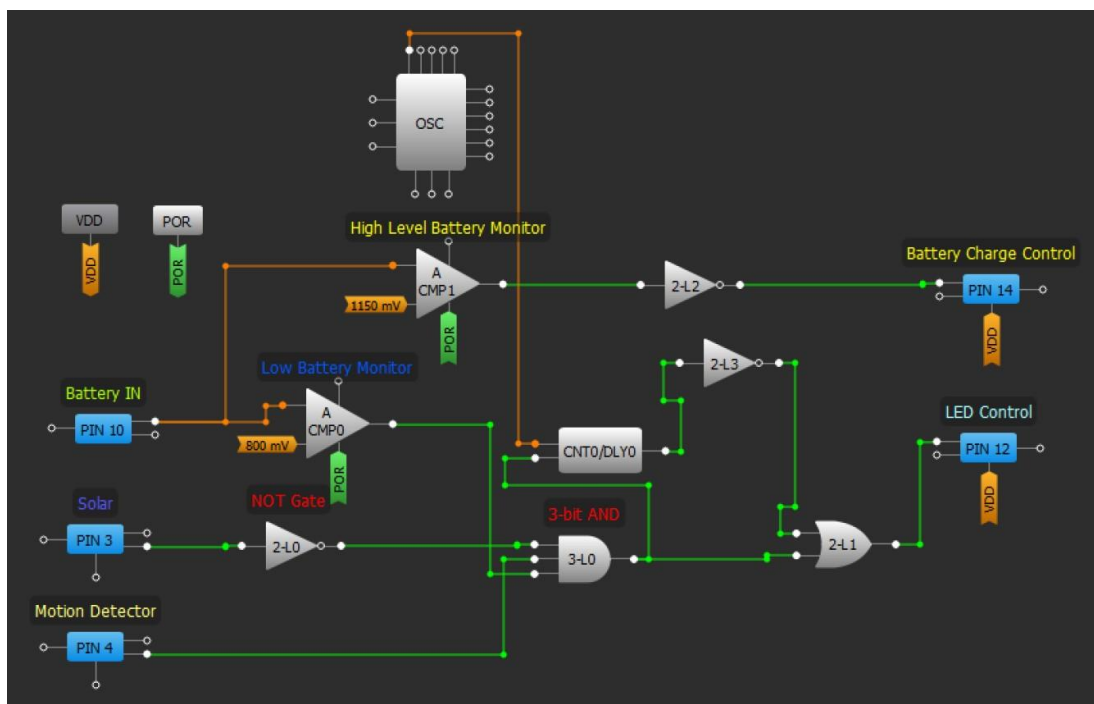 OSC
VDD
VDD
POR
POR
High Level Battery Monitor
A
CMP1
1150 mV
POR
2-L2
Battery Charge Control
PIN 14
VDD
Low Battery Monitor
A
CMP0
800 mV
POR
Battery IN
PIN 10
2-L3
CNT0/DLY0
LED Control
PIN 12
VDD
Solar
PIN 3
NOT Gate
2-L0
3-bit AND
3-L0
2-L1
Motion Detector
PIN 4